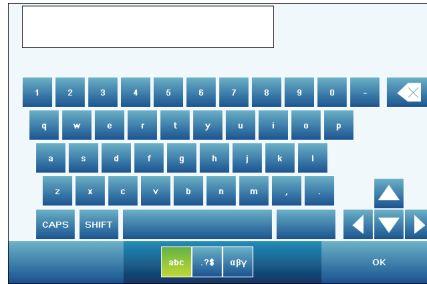 1 2 3 4 5 6 7 8 9 0 -
q w e r t y u i o p
a s d f g h j k l
z x c v b n m , .
CAPS SHIFT
abc .?$ αβγ OK